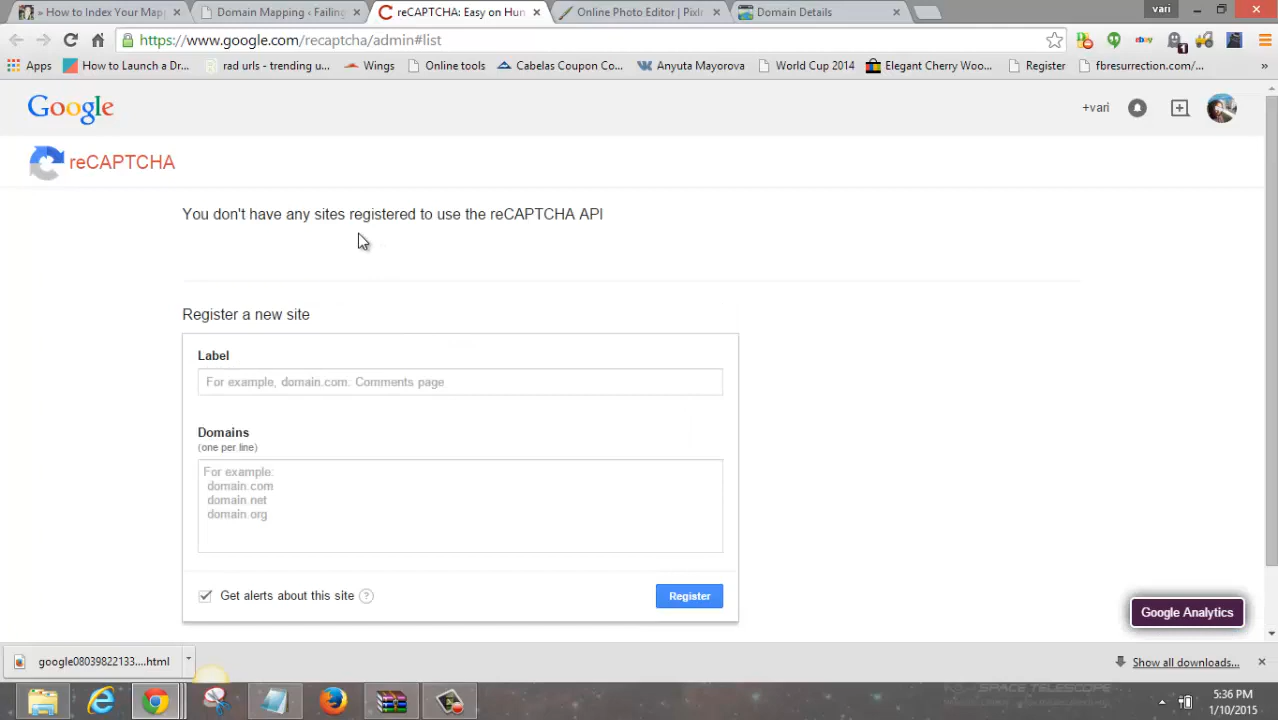 » How to Index Your Mapp
Domain Mapping ‹ Failing
reCAPTCHA: Easy on Hum
Online Photo Editor | Pixlr
Domain Details
vari
https://www.google.com/recaptcha/admin#list
1
Apps
How to Launch a Dr...
rad urls - trending u...
Wings
Online tools
Cabelas Coupon Co...
Anyuta Mayorova
World Cup 2014
Elegant Cherry Woo...
Register
fbresurrection.com/...
»
Google
+vari
reCAPTCHA
You don't have any sites registered to use the reCAPTCHA API
Register a new site
Label
For example, domain.com. Comments page
Domains
(one per line)
For example:
domain.com
domain.net
domain.org
Get alerts about this site ?
Register
Google Analytics
google08039822133....html
Show all downloads...
SPACE TELESCOPE
5:36 PM
1/10/2015